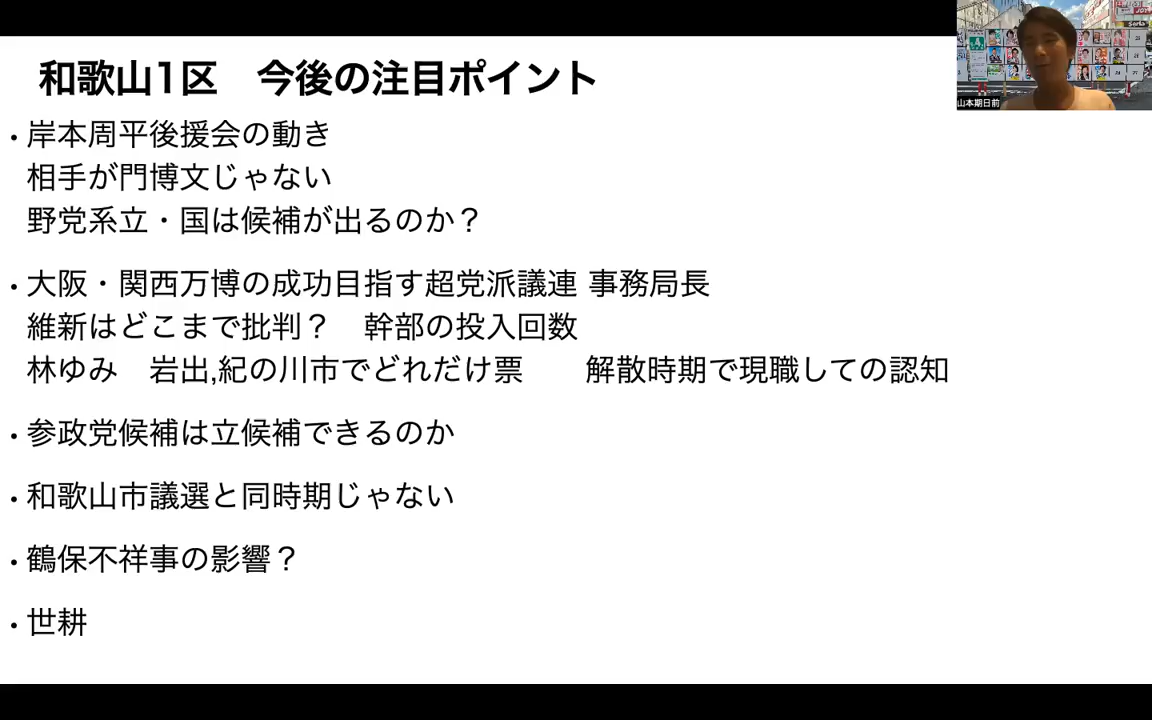 和歌山1区　今後の注目ポイント
・岸本周平後援会の動き
相手が門博文じゃない
野党系立・国は候補が出るのか？
・大阪・関西万博の成功目指す超党派議連 事務局長
維新はどこまで批判？　幹部の投入回数
林ゆみ　岩出,紀の川市でどれだけ票　　解散時期で現職しての認知
・参政党候補は立候補できるのか
・和歌山市議選と同時期じゃない
・鶴保不祥事の影響？
・世耕
山本期日前